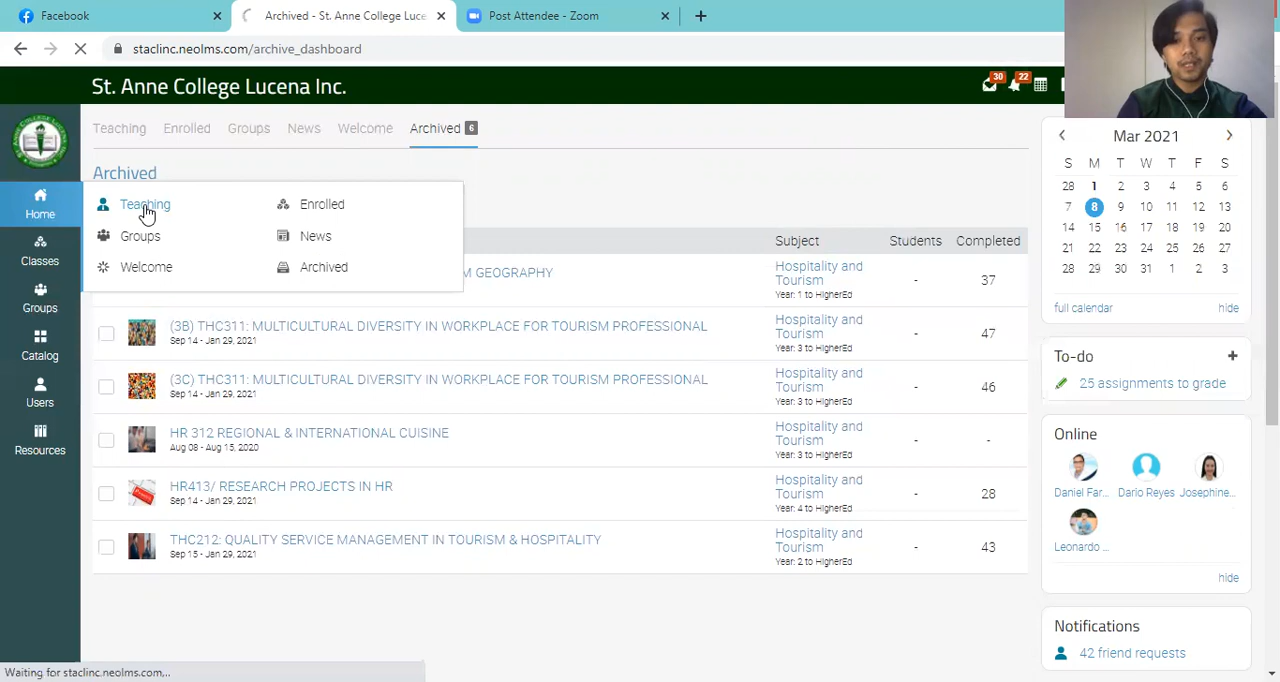 Facebook
Archived - St. Anne College Luce
Post Attendee - Zoom
staclinc.neolms.com/archive_dashboard
St. Anne College Lucena Inc.
30
22
Teaching
Enrolled
Groups
News
Welcome
Archived 6
Archived
Home
Classes
Groups
Catalog
Users
Resources
Teaching
Enrolled
Groups
News
Welcome
Archived
Subject
Students
Completed
M GEOGRAPHY
Hospitality and
Tourism
Year: 1 to HigherEd
-
37
(3B) THC311: MULTICULTURAL DIVERSITY IN WORKPLACE FOR TOURISM PROFESSIONAL
Sep 14 - Jan 29, 2021
Hospitality and
Tourism
Year: 3 to HigherEd
-
47
(3C) THC311: MULTICULTURAL DIVERSITY IN WORKPLACE FOR TOURISM PROFESSIONAL
Sep 14 - Jan 29, 2021
Hospitality and
Tourism
Year: 3 to HigherEd
-
46
HR 312 REGIONAL & INTERNATIONAL CUISINE
Aug 08 - Aug 15, 2020
Hospitality and
Tourism
Year: 3 to HigherEd
-
-
HR413/ RESEARCH PROJECTS IN HR
Sep 14 - Jan 29, 2021
Hospitality and
Tourism
Year: 4 to HigherEd
-
28
THC212: QUALITY SERVICE MANAGEMENT IN TOURISM & HOSPITALITY
Sep 15 - Jan 29, 2021
Hospitality and
Tourism
Year: 2 to HigherEd
-
43
Mar 2021
S M T W T F S
28 1 2 3 4 5 6
7 8 9 10 11 12 13
14 15 16 17 18 19 20
21 22 23 24 25 26 27
28 29 30 31 1 2 3
full calendar
hide
To-do
25 assignments to grade
Online
Daniel Far...
Dario Reyes
Josephine...
Leonardo ...
hide
Notifications
42 friend requests
Waiting for staclinc.neolms.com...